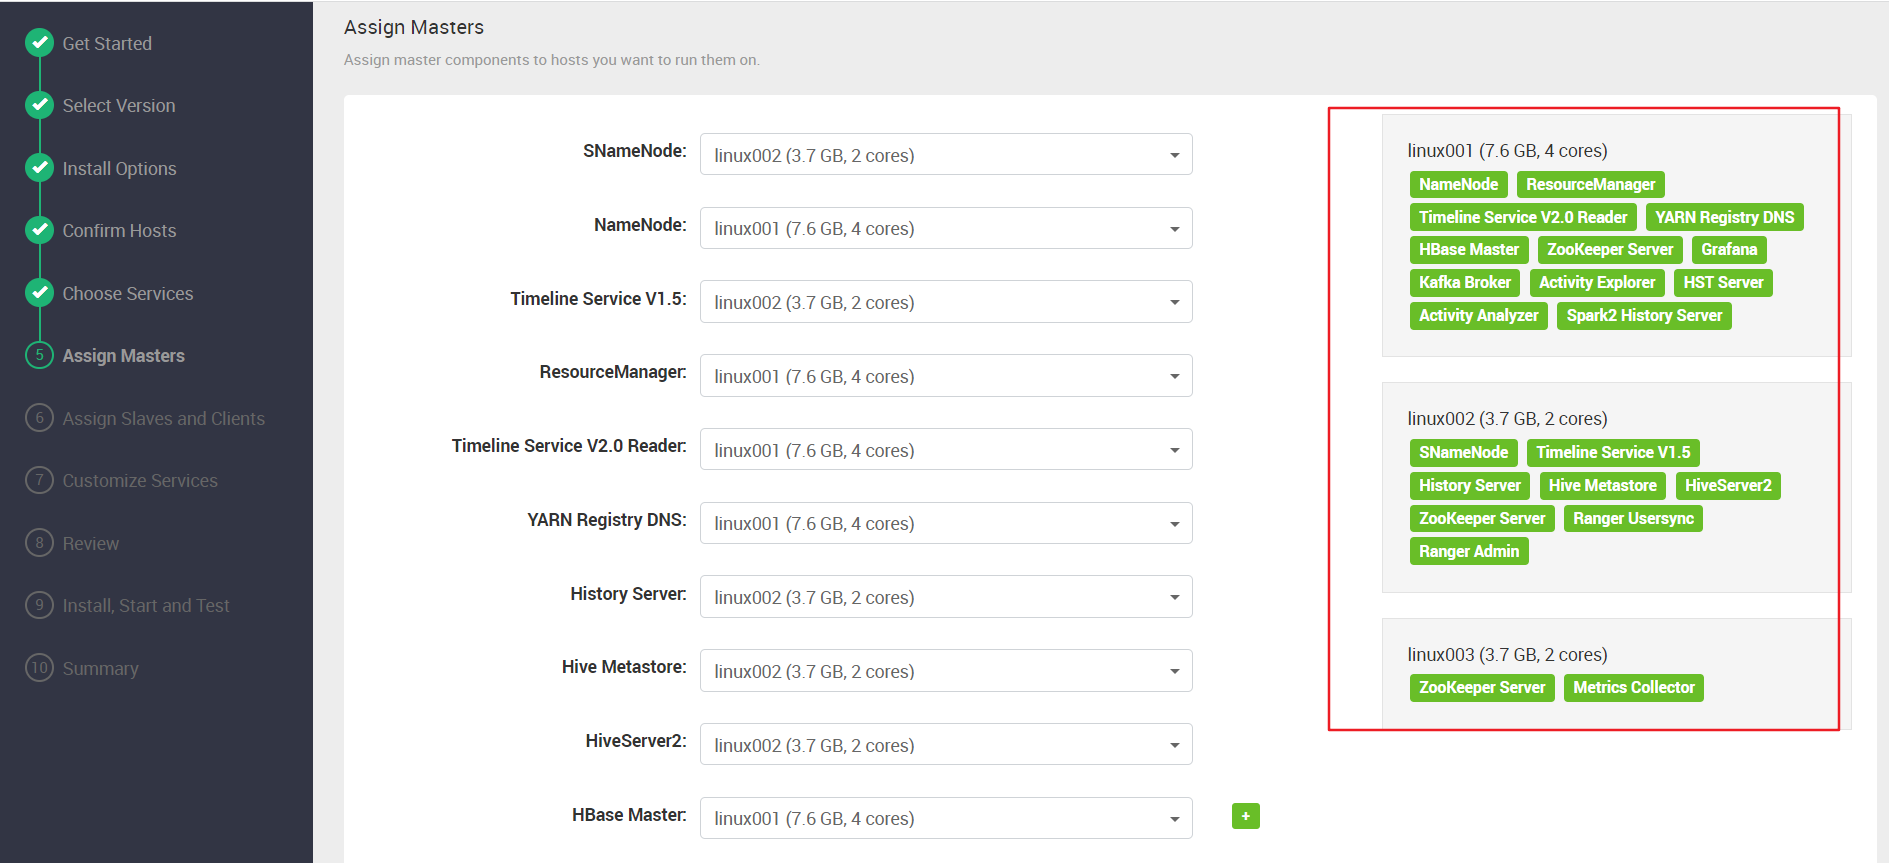 Get Started
Select Version
Install Options
Confirm Hosts
Choose Services
5 Assign Masters
6 Assign Slaves and Clients
7 Customize Services
8 Review
9 Install, Start and Test
10 Summary
Assign Masters
Assign master components to hosts you want to run them on.
SNameNode: linux002 (3.7 GB, 2 cores)
NameNode: linux001 (7.6 GB, 4 cores)
Timeline Service V1.5: linux002 (3.7 GB, 2 cores)
ResourceManager: linux001 (7.6 GB, 4 cores)
Timeline Service V2.0 Reader: linux001 (7.6 GB, 4 cores)
YARN Registry DNS: linux001 (7.6 GB, 4 cores)
History Server: linux002 (3.7 GB, 2 cores)
Hive Metastore: linux002 (3.7 GB, 2 cores)
HiveServer2: linux002 (3.7 GB, 2 cores)
HBase Master: linux001 (7.6 GB, 4 cores) +
linux001 (7.6 GB, 4 cores)
NameNode ResourceManager
Timeline Service V2.0 Reader YARN Registry DNS
HBase Master ZooKeeper Server Grafana
Kafka Broker Activity Explorer HST Server
Activity Analyzer Spark2 History Server
linux002 (3.7 GB, 2 cores)
SNameNode Timeline Service V1.5
History Server Hive Metastore HiveServer2
ZooKeeper Server Ranger Usersync
Ranger Admin
linux003 (3.7 GB, 2 cores)
ZooKeeper Server Metrics Collector